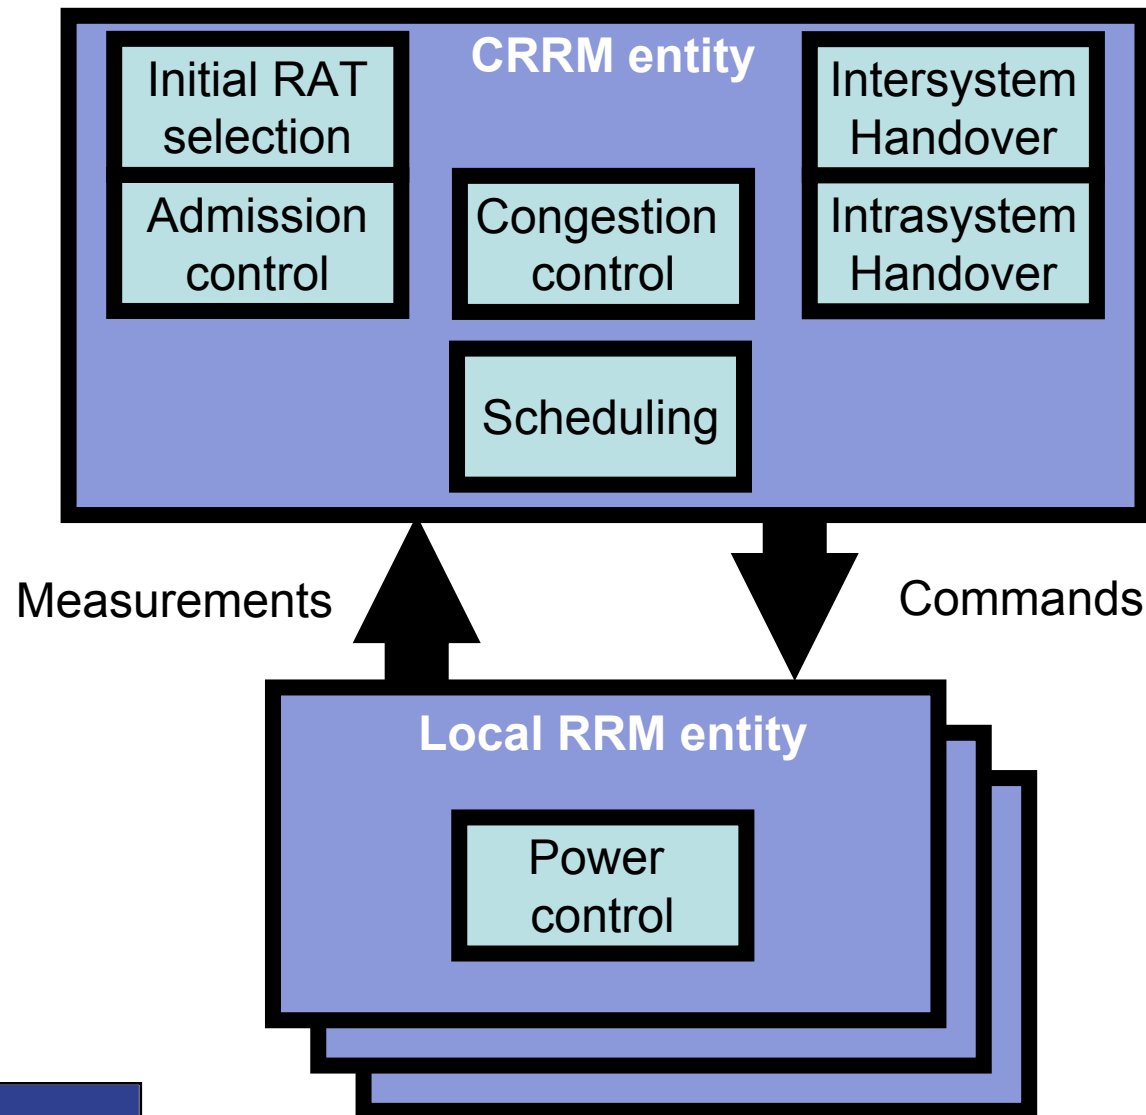 CRRM entity
Initial RAT
selection
Admission
control
Congestion
control
Intersystem
Handover
Intrasystem
Handover
Scheduling
Measurements
Commands
Local RRM entity
Power
control